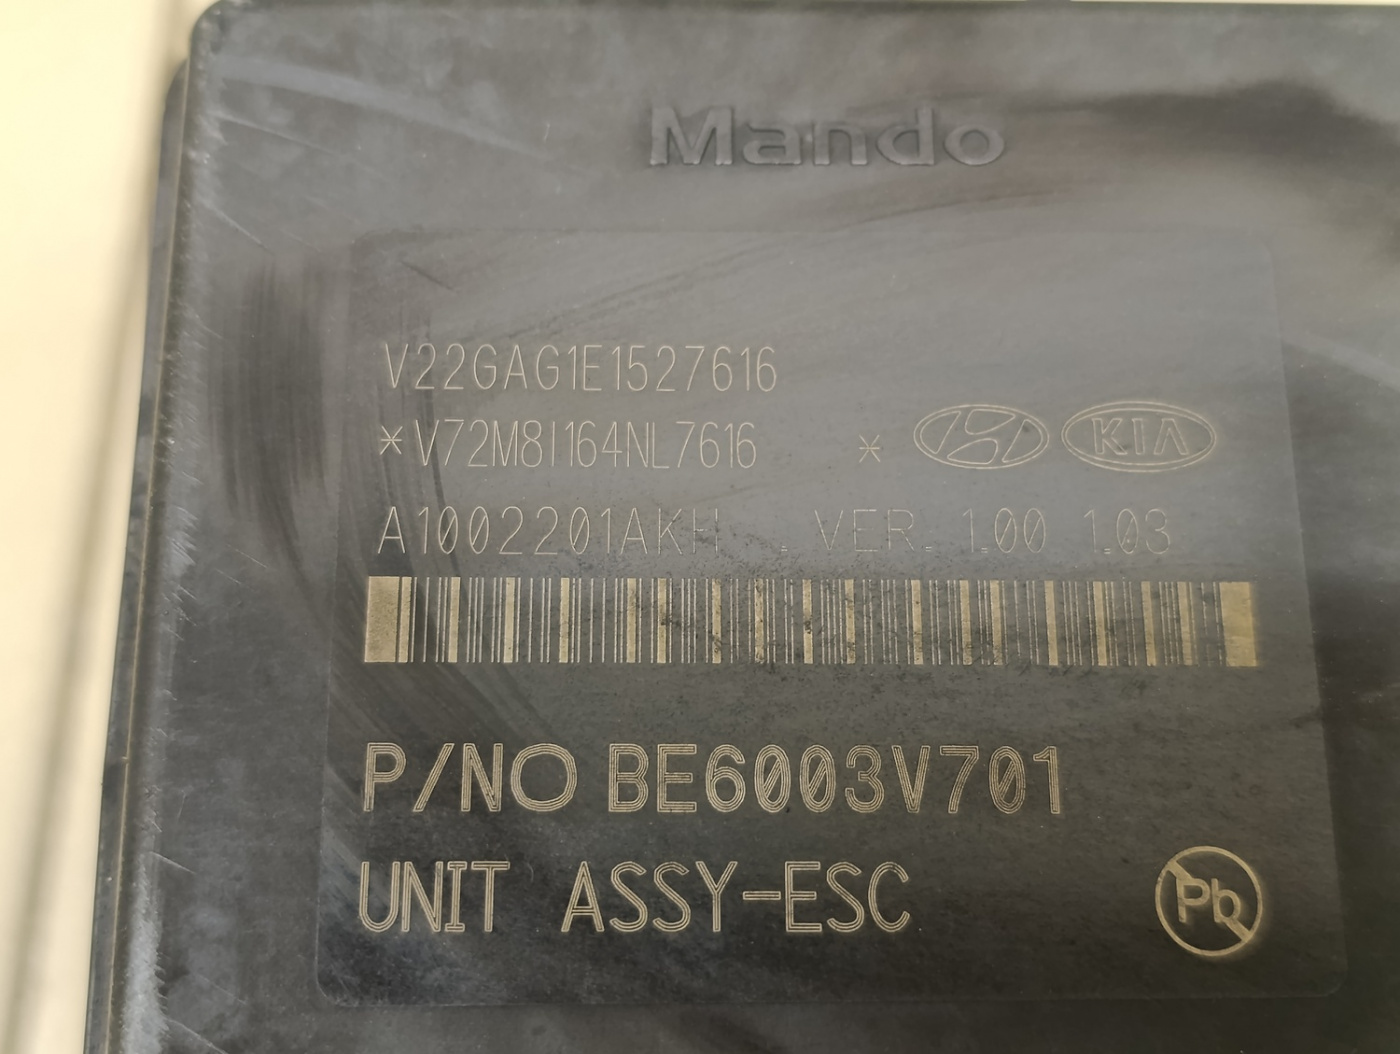 Mando
V22GAG1E1527616
*V72M8I164NL7616 * KIA
A1002201AKH . VER. 1.00 1.03
P/NO BE6003V701
UNIT ASSY-ESC
Pb